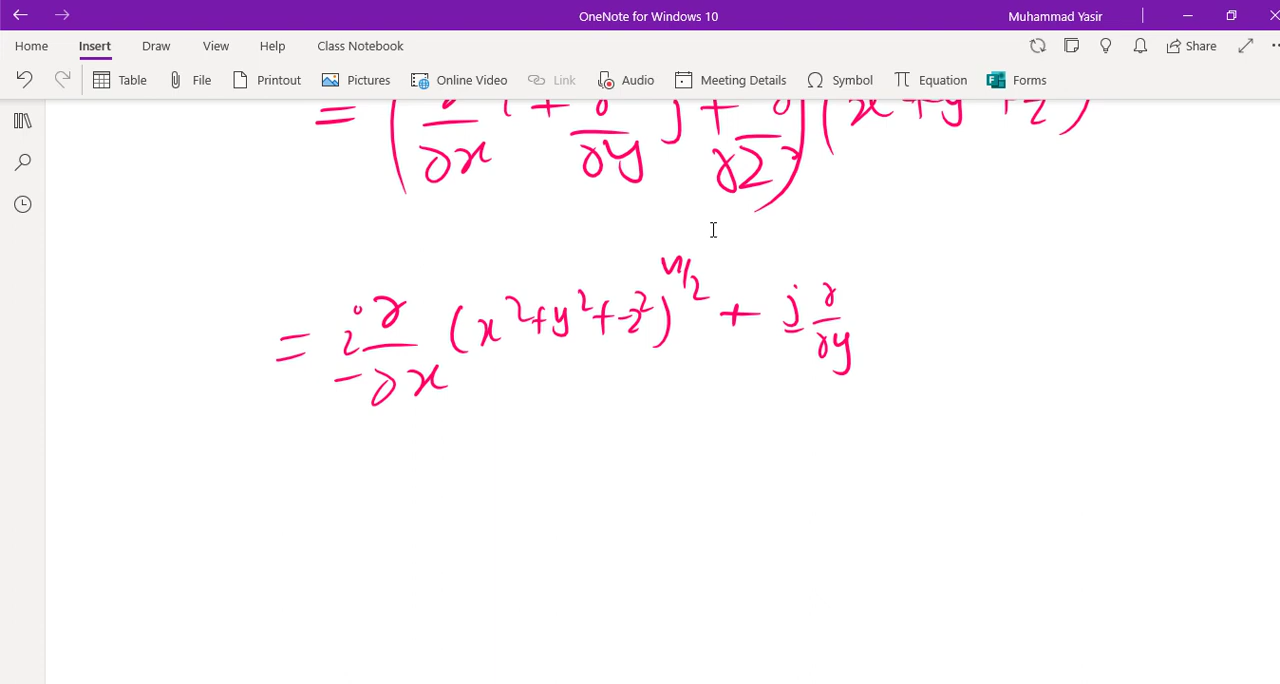 OneNote for Windows 10 Muhammad Yasir
Home Insert Draw View Help Class Notebook Share
Table File Printout Pictures Online Video Link Audio Meeting Details Symbol Equation Forms
= (∂/∂x i + ∂/∂y j + ∂/∂z) (x + y + z)
= i ∂/∂x (x²+y²+z²)^n/2 + j ∂/∂y